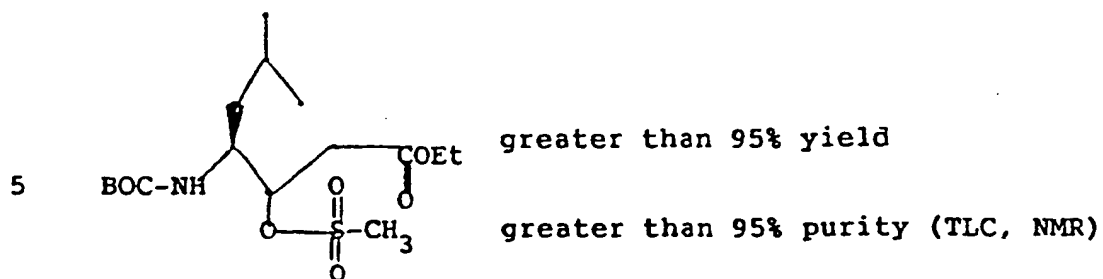 greater than 95% yield
COEt
O
5 BOC-NH
O
O-S-CH3
O
greater than 95% purity (TLC, NMR)